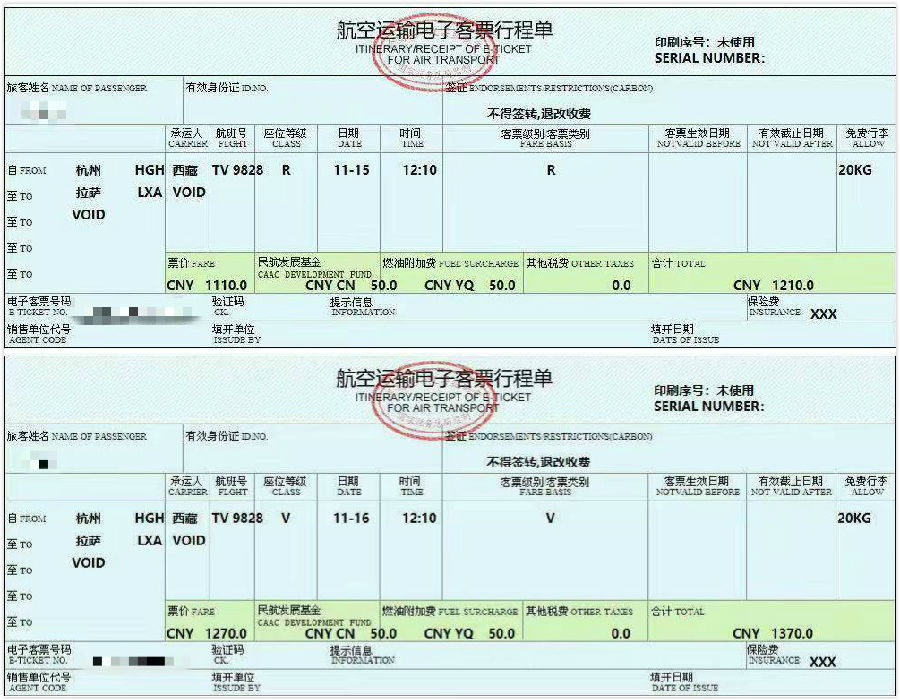 航空运输电子客票行程单
ITINERARY/RECEIPT OF E-TICKET
FOR AIR TRANSPORT
印刷序号：未使用
SERIAL NUMBER:
旅客姓名 NAME OF PASSENGER 有效身份证 ID.NO. 签证 ENDORSEMENTS/RESTRICTIONS(CARBON)
不得签转,退改收费
承运人 航班号 座位等级 日期 时间 客票级别/客票类别 客票生效日期 有效截止日期 免费行李
CARRIER FLGHT CLASS DATE TIME FARE BASIS NOTVALID BEFORE NOT VALID AFTER ALLOW
自 FROM 杭州 HGH 西藏 TV 9828 R 11-15 12:10 R 20KG
至 TO 拉萨 LXA VOID
至 TO VOID
至 TO
至 TO
票价 FARE 民航发展基金 燃油附加费 FUEL SURCHARGE 其他税费 OTHER TAXES 合计 TOTAL
CAAC DEVELOPMENT FUND
CNY 1110.0 CNY CN 50.0 CNY YQ 50.0 0.0 CNY 1210.0
电子客票号码 验证码 提示信息 保险费
E-TICKET NO. CK. INFORMATION INSURANCE XXX
销售单位代号 填开单位 填开日期
AGENT CODE ISSUDE BY DATE OF ISSUE
航空运输电子客票行程单
ITINERARY/RECEIPT OF E-TICKET
FOR AIR TRANSPORT
印刷序号：未使用
SERIAL NUMBER:
旅客姓名 NAME OF PASSENGER 有效身份证 ID.NO. 签证 ENDORSEMENTS/RESTRICTIONS(CARBON)
不得签转,退改收费
承运人 航班号 座位等级 日期 时间 客票级别/客票类别 客票生效日期 有效截止日期 免费行李
CARRIER FLGHT CLASS DATE TIME FARE BASIS NOTVALID BEFORE NOT VALID AFTER ALLOW
自 FROM 杭州 HGH 西藏 TV 9828 V 11-16 12:10 V 20KG
至 TO 拉萨 LXA VOID
至 TO VOID
至 TO
至 TO
票价 FARE 民航发展基金 燃油附加费 FUEL SURCHARGE 其他税费 OTHER TAXES 合计 TOTAL
CAAC DEVELOPMENT FUND
CNY 1270.0 CNY CN 50.0 CNY YQ 50.0 0.0 CNY 1370.0
电子客票号码 验证码 提示信息 保险费
E-TICKET NO. CK. INFORMATION INSURANCE XXX
销售单位代号 填开单位 填开日期
AGENT CODE ISSUDE BY DATE OF ISSUE